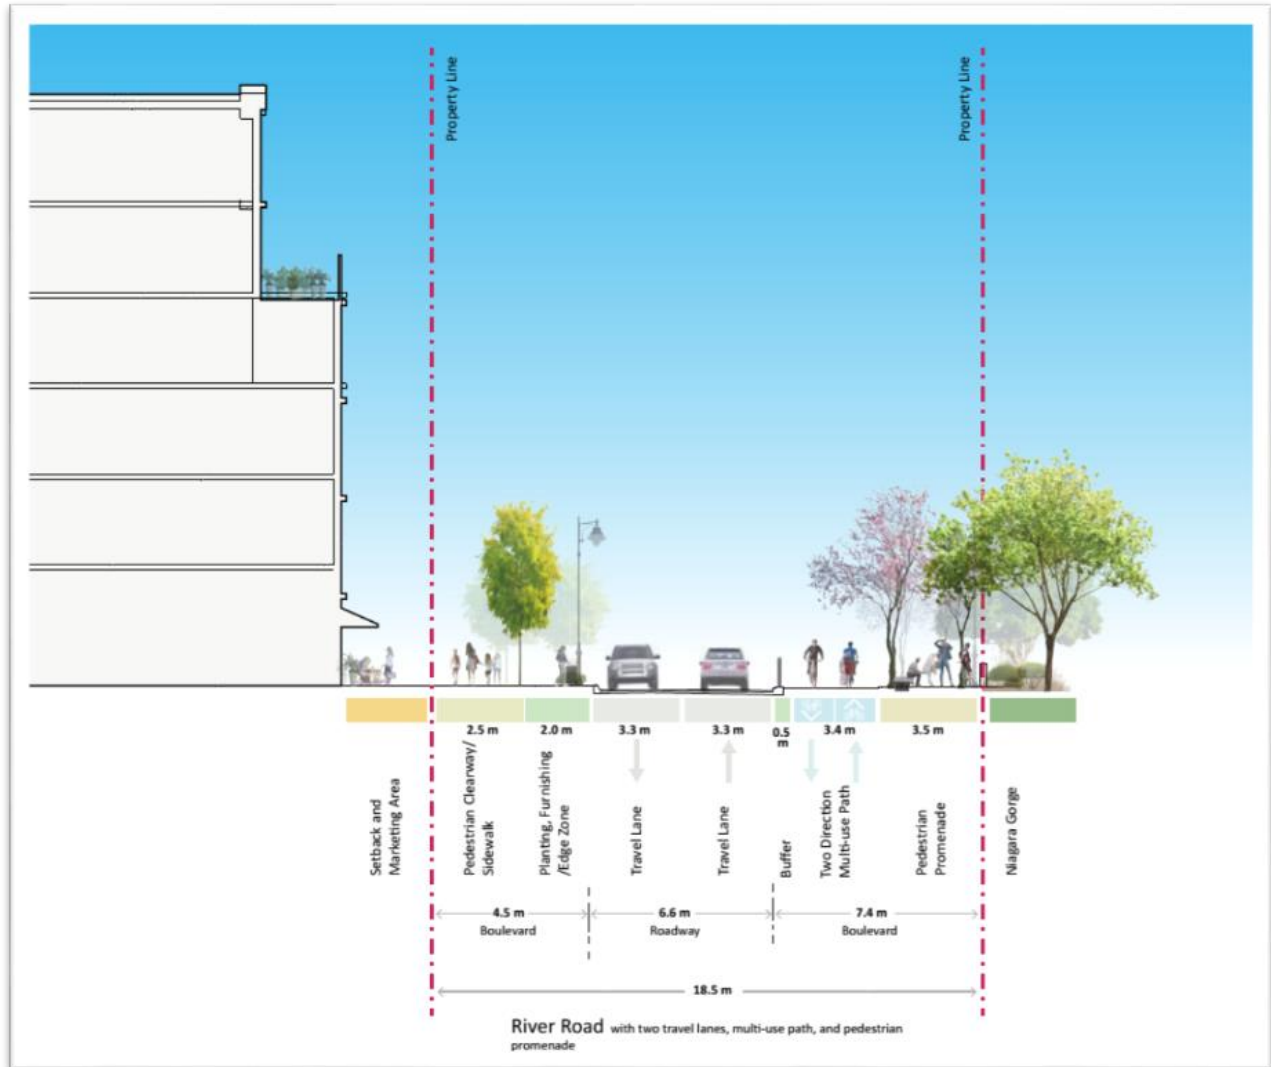 Property Line
Property Line
2.5 m
2.0 m
3.3 m
3.3 m
0.5
m
3.4 m
3.5 m
Setback and
Marketing Area
Pedestrian Clearway/
Sidewalk
Planting, Furnishing
/Edge Zone
Travel Lane
Travel Lane
Buffer
Two Direction
Multi-use Path
Pedestrian
Promenade
Niagara Gorge
4.5 m
Boulevard
6.6 m
Roadway
7.4 m
Boulevard
18.5 m
River Road with two travel lanes, multi-use path, and pedestrian
promenade